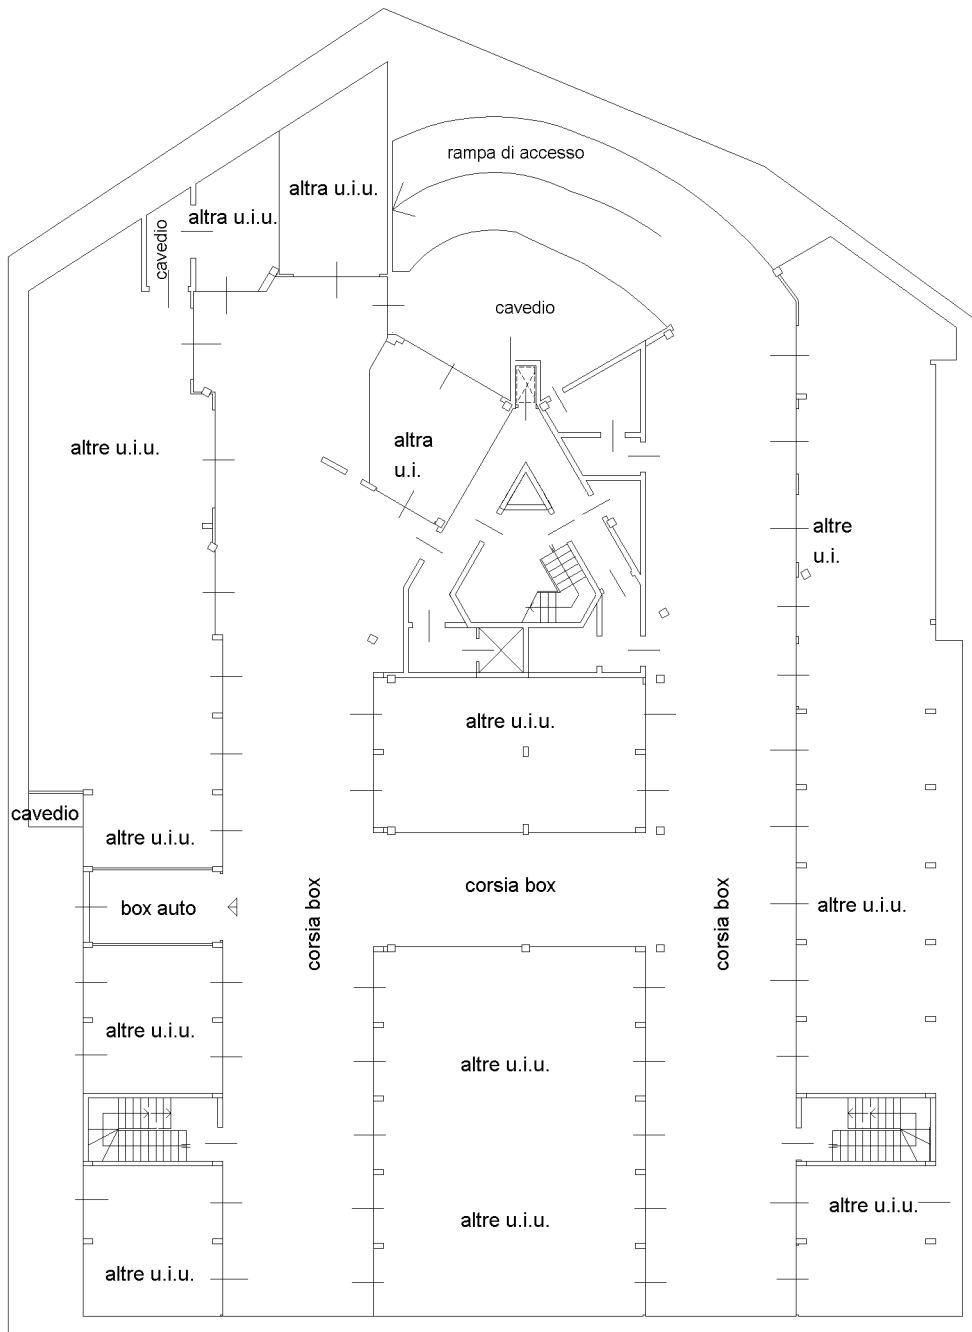 rampa di accesso
altra u.i.u.
altra u.i.u.
cavedio
cavedio
altre u.i.u.
altra
u.i.
altre
u.i.
altre u.i.u.
cavedio
altre u.i.u.
box auto
corsia box
corsia box
corsia box
altre u.i.u.
altre u.i.u.
altre u.i.u.
altre u.i.u.
altre u.i.u.
altre u.i.u.
altre u.i.u.